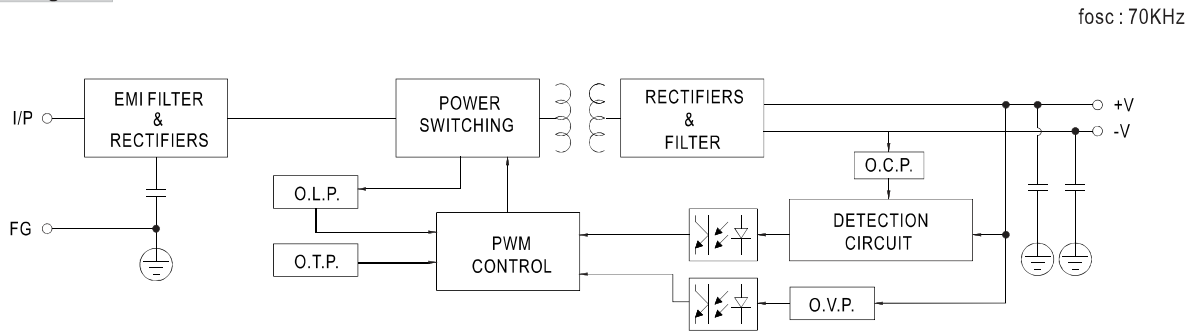 fosc : 70KHz
I/P
EMI FILTER
&
RECTIFIERS
POWER
SWITCHING
RECTIFIERS
&
FILTER
+V
-V
O.C.P.
O.L.P.
FG
PWM
CONTROL
DETECTION
CIRCUIT
O.T.P.
O.V.P.